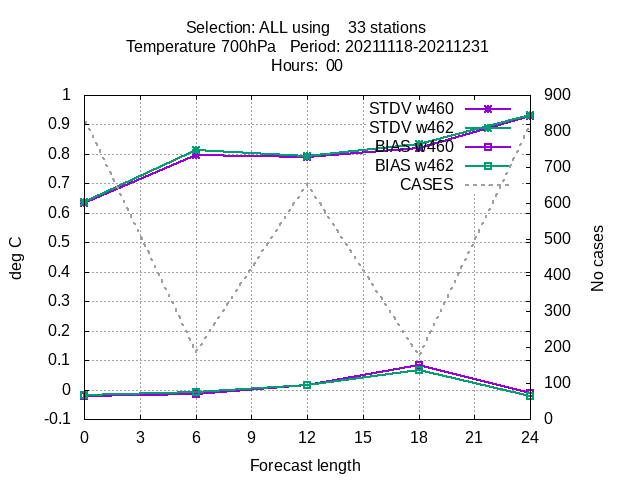 Selection: ALL using    33 stations
Temperature 700hPa   Period: 20211118-20211231
Hours:  00
1
0.9
0.8
0.7
0.6
0.5
0.4
0.3
0.2
0.1
0
-0.1
deg C
STDV w460
STDV w462
BIAS w460
BIAS w462
CASES
900
800
700
600
500
400
300
200
100
0
No cases
0 3 6 9 12 15 18 21 24
Forecast length